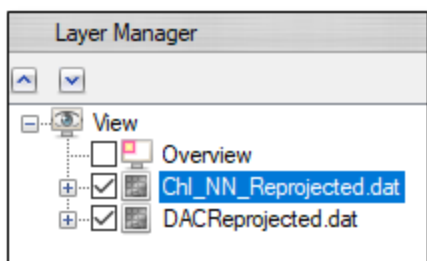 Layer Manager
View
Overview
Chl_NN_Reprojected.dat
DACReprojected.dat